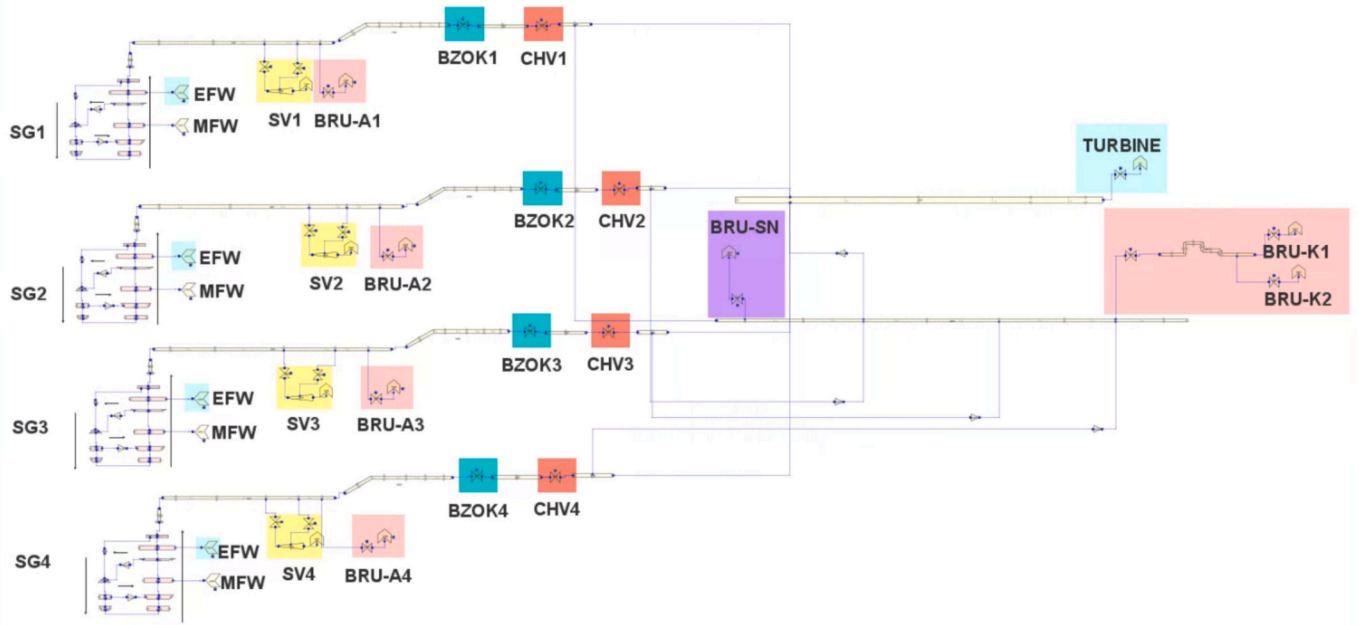 BZOK1
CHV1
EFW
SV1
BRU-A1
MFW
SG1
TURBINE
BZOK2
CHV2
BRU-SN
EFW
SV2
BRU-A2
BRU-K1
MFW
SG2
BRU-K2
BZOK3
CHV3
EFW
SV3
BRU-A3
SG3
MFW
BZOK4
CHV4
EFW
SV4
BRU-A4
SG4
MFW